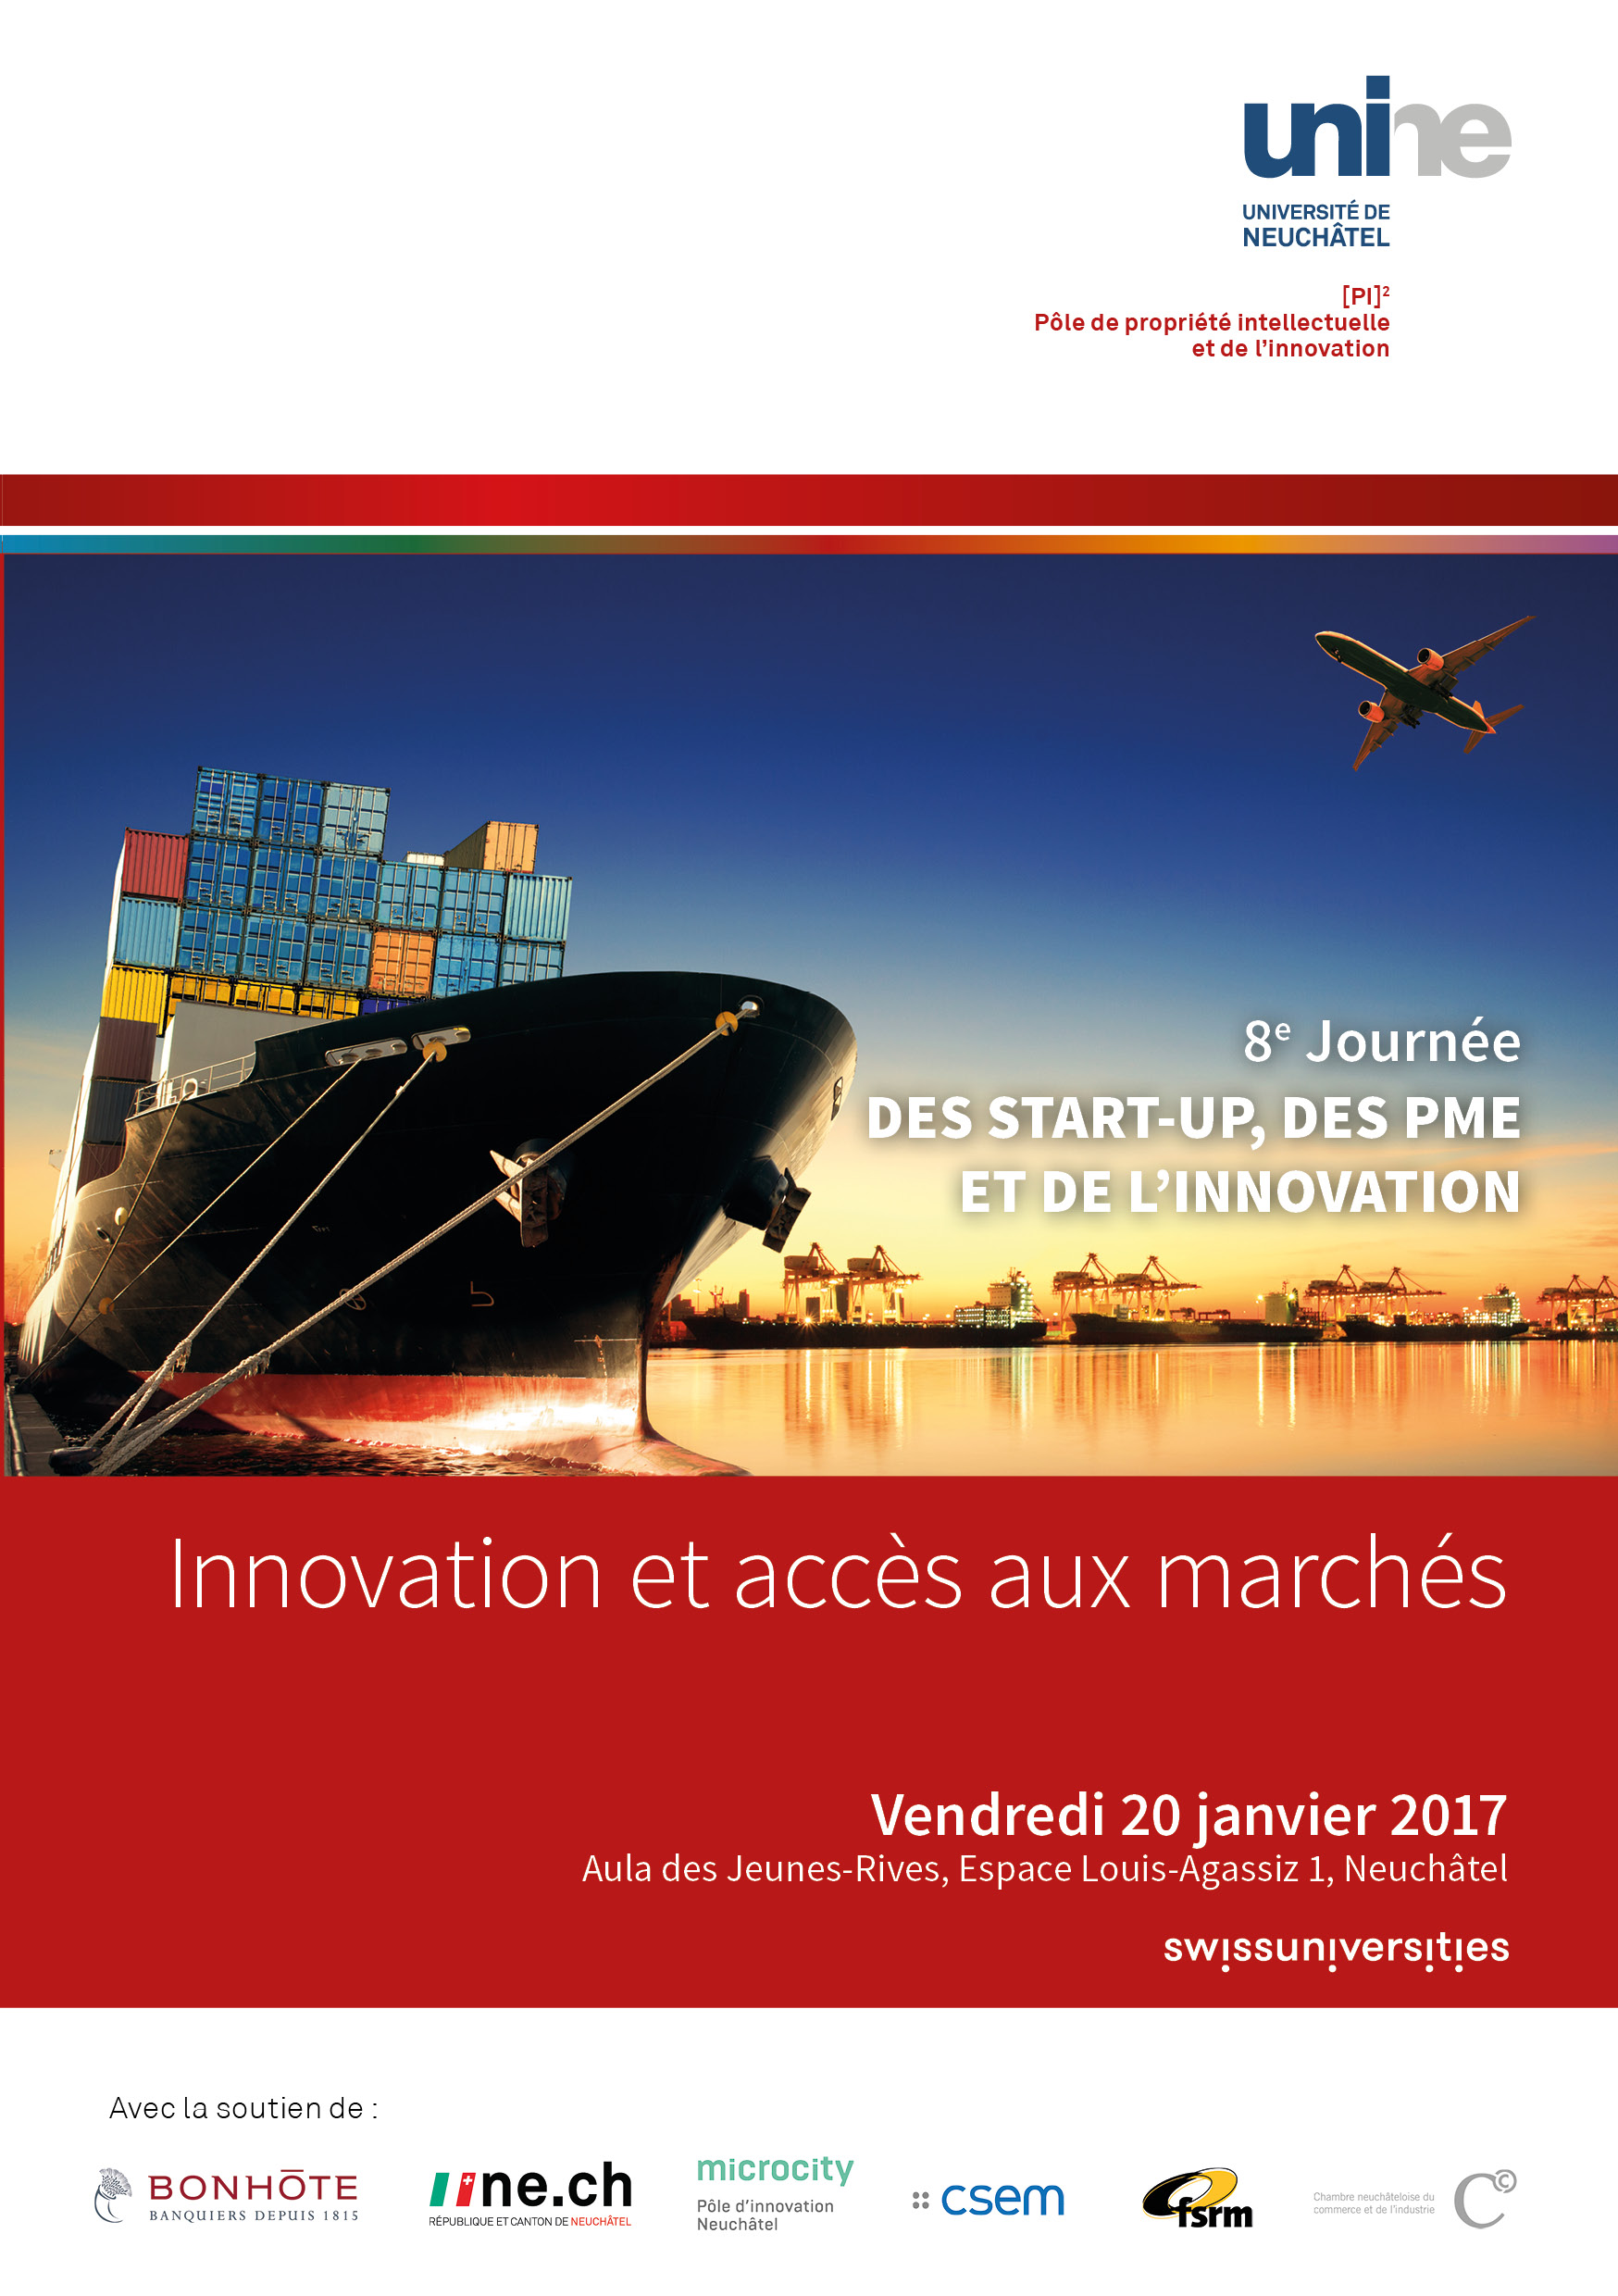 unine
UNIVERSITÉ DE
NEUCHÂTEL
[PI]²
Pôle de propriété intellectuelle
et de l’innovation
8e Journée
DES START-UP, DES PME
ET DE L’INNOVATION
Innovation et accès aux marchés
Vendredi 20 janvier 2017
Aula des Jeunes-Rives, Espace Louis-Agassiz 1, Neuchâtel
swissuniversities
Avec la soutien de :
BONHÔTE
BANQUIERS DEPUIS 1815
ne.ch
RÉPUBLIQUE ET CANTON DE NEUCHÂTEL
microcity
Pôle d’innovation
Neuchâtel
csem
fsrm
Chambre neuchâteloise du
commerce et de l’industrie
C©